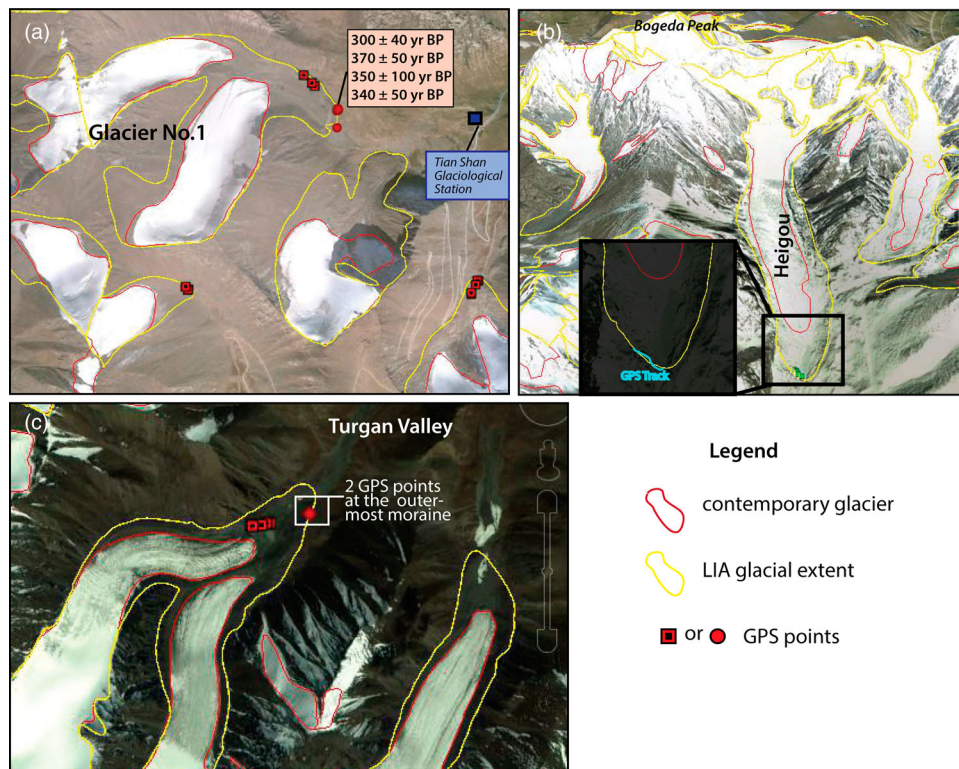 (a)
300 ± 40 yr BP
370 ± 50 yr BP
350 ± 100 yr BP
340 ± 50 yr BP
Glacier No.1
Tian Shan
Glaciological
Station
(b)
Bogeda Peak
Heigou
GPS Track
(c)
Turgan Valley
2 GPS points
at the outer-
most moraine
Legend
contemporary glacier
LIA glacial extent
or
GPS points